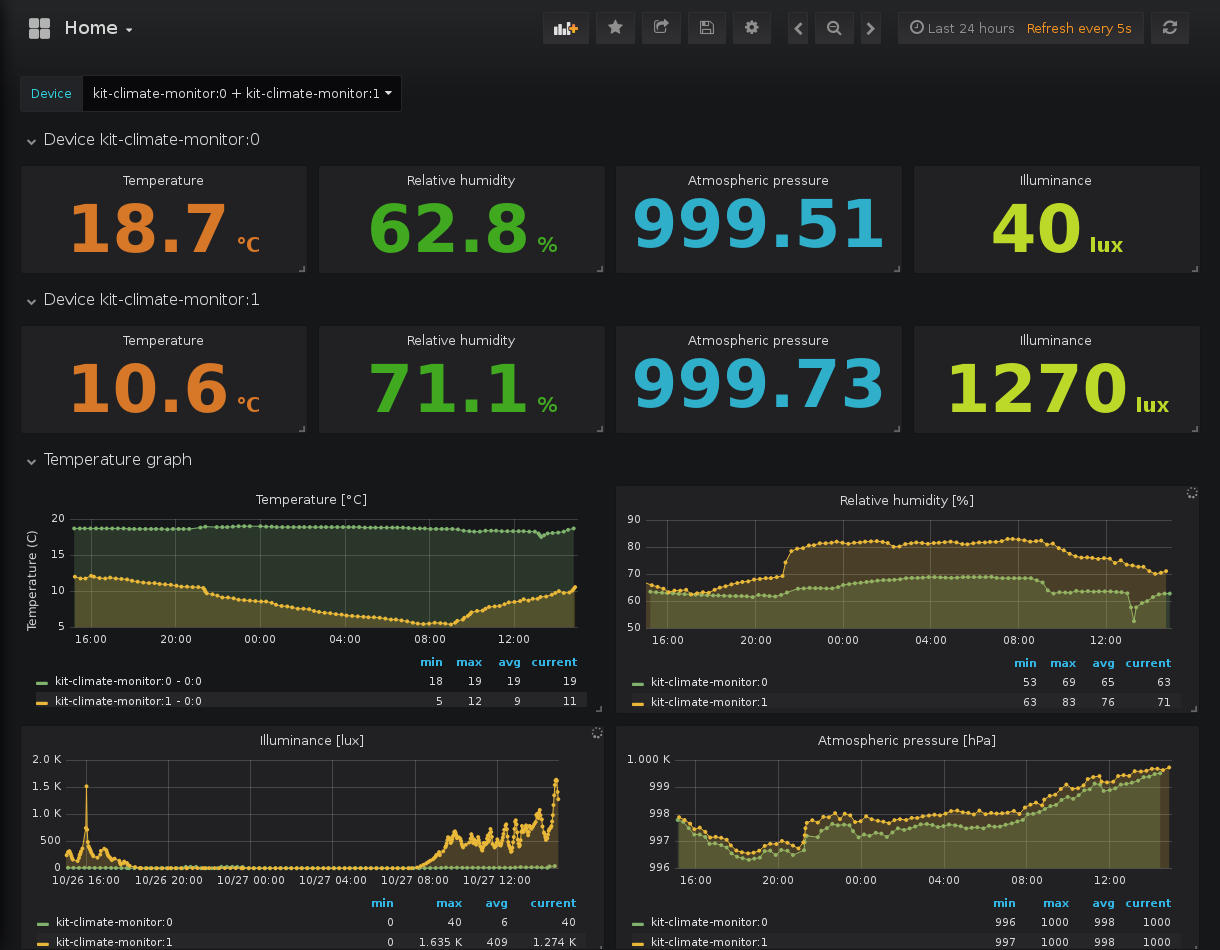 Home
Last 24 hours Refresh every 5s
Device kit-climate-monitor:0 + kit-climate-monitor:1
Device kit-climate-monitor:0
Temperature Relative humidity Atmospheric pressure Illuminance
18.7 °C 62.8 % 999.51 40 lux
Device kit-climate-monitor:1
Temperature Relative humidity Atmospheric pressure Illuminance
10.6 °C 71.1 % 999.73 1270 lux
Temperature graph
Temperature [°C]
Temperature (C)
20
15
10
5
16:00 20:00 00:00 04:00 08:00 12:00
min max avg current
kit-climate-monitor:0 - 0:0 18 19 19 19
kit-climate-monitor:1 - 0:0 5 12 9 11
Relative humidity [%]
90
80
70
60
50
16:00 20:00 00:00 04:00 08:00 12:00
min max avg current
kit-climate-monitor:0 53 69 65 63
kit-climate-monitor:1 63 83 76 71
Illuminance [lux]
2.0 K
1.5 K
1.0 K
500
0
10/26 16:00 10/26 20:00 10/27 00:00 10/27 04:00 10/27 08:00 10/27 12:00
min max avg current
kit-climate-monitor:0 0 40 6 40
kit-climate-monitor:1 0 1.635 K 409 1.274 K
Atmospheric pressure [hPa]
1.000 K
999
998
997
996
16:00 20:00 00:00 04:00 08:00 12:00
min max avg current
kit-climate-monitor:0 996 1000 998 1000
kit-climate-monitor:1 997 1000 998 1000